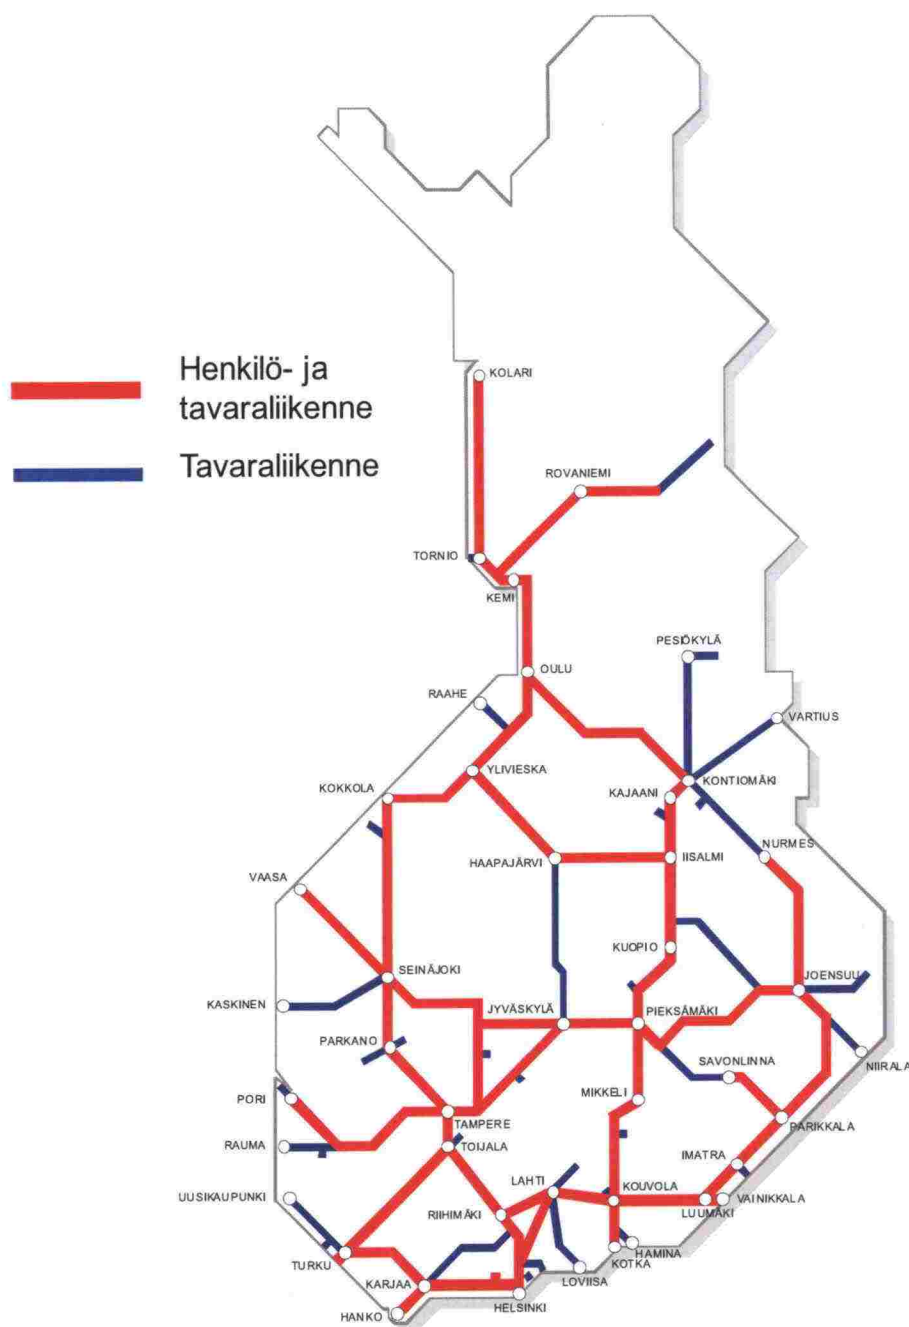 Henkilö- ja
tavaraliikenne
Tavaraliikenne
KOLARI
ROVANIEMI
TORNIO
KEMI
PESIÖKYLÄ
OULU
RAAHE
VARTIUS
YLIVIESKA
KONTIOMÄKI
KOKKOLA
KAJAANI
NURMES
HAAPAJÄRVI
IISALMI
VAASA
KUOPIO
SEINÄJOKI
JOENSUU
KASKINEN
JYVÄSKYLÄ
PIEKSÄMÄKI
PARKANO
SAVONLINNA
NIIRALA
PORI
MIKKELI
TAMPERE
PARIKKALA
RAUMA
TOIJALA
IMATRA
LAHTI
KOUVOLA
UUSIKAUPUNKI
VAINIKKALA
LUUMÄKI
RIIHIMÄKI
HAMINA
TURKU
KOTKA
KARJAA
LOVIISA
HELSINKI
HANKO